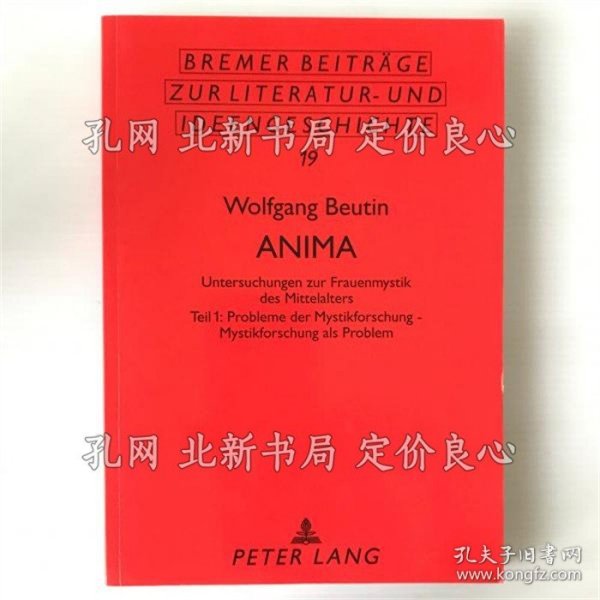 BREMER BEITRÄGE
ZUR LITERATUR- UND
IDEENGESCHICHTE
孔网 北新书局 定价良心
19
Wolfgang Beutin
ANIMA
Untersuchungen zur Frauenmystik
des Mittelalters
Teil 1: Probleme der Mystikforschung -
Mystikforschung als Problem
孔网 北新书局 定价良心
PETER LANG
孔夫子旧书网
www.kongfz.com